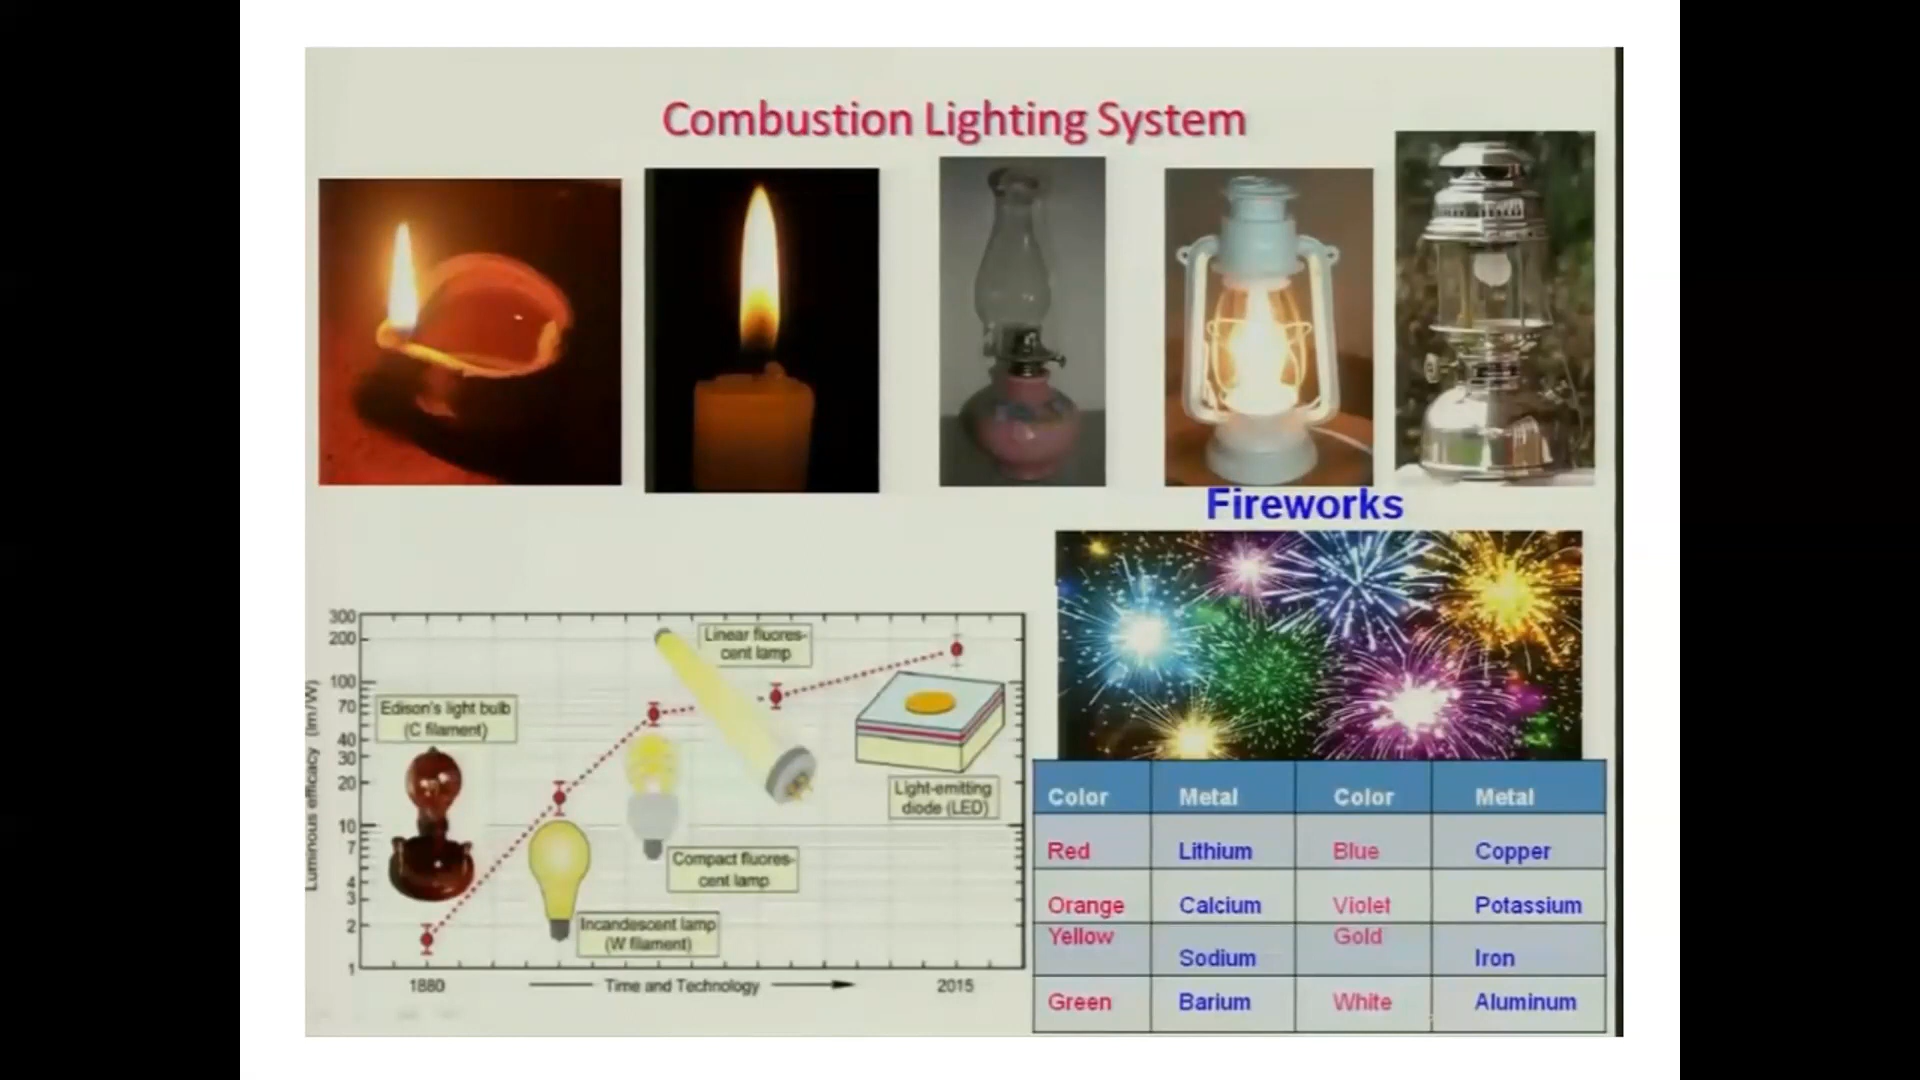 Combustion Lighting System
Fireworks
300
200
100
70
40
30
20
10
7
4
3
2
1
Luminous efficacy (lm/W)
Edison's light bulb
(C filament)
Linear fluores-
cent lamp
Light-emitting
diode (LED)
Compact fluores-
cent lamp
Incandescent lamp
(W filament)
1880
Time and Technology
2015
Color Metal Color Metal
Red Lithium Blue Copper
Orange Calcium Violet Potassium
Yellow Sodium Gold Iron
Green Barium White Aluminum